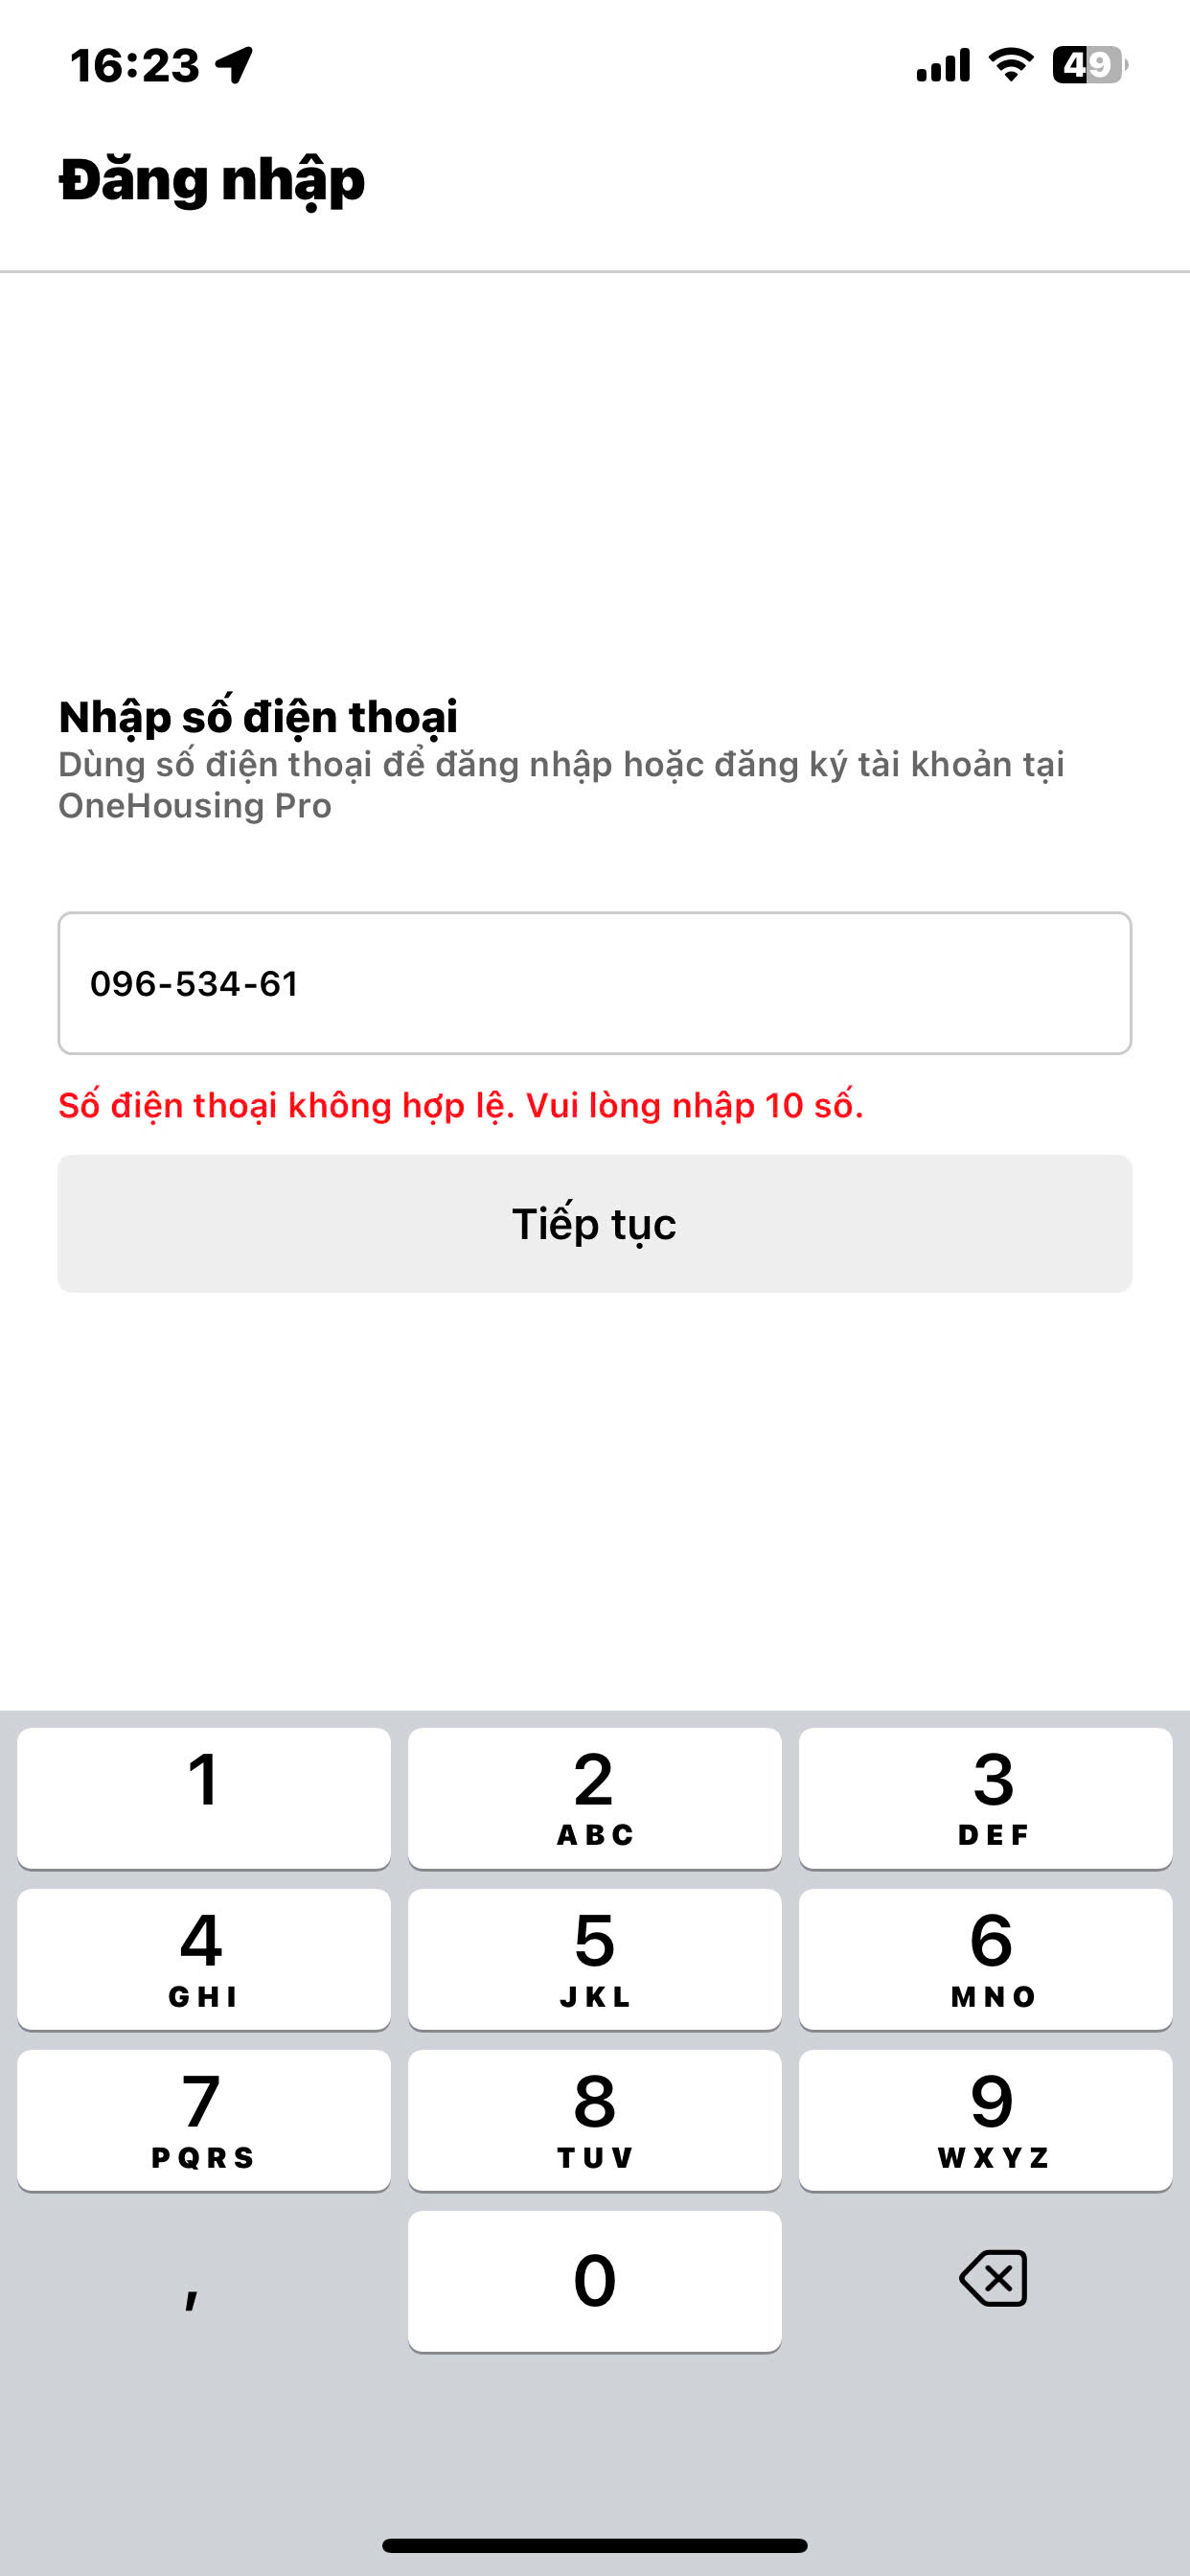 16:23
49
Đăng nhập
Nhập số điện thoại
Dùng số điện thoại để đăng nhập hoặc đăng ký tài khoản tại
OneHousing Pro
096-534-61
Số điện thoại không hợp lệ. Vui lòng nhập 10 số.
Tiếp tục
1
2
3
ABC
DEF
4
5
6
GHI
JKL
MNO
7
8
9
PQRS
TUV
WXYZ
,
0